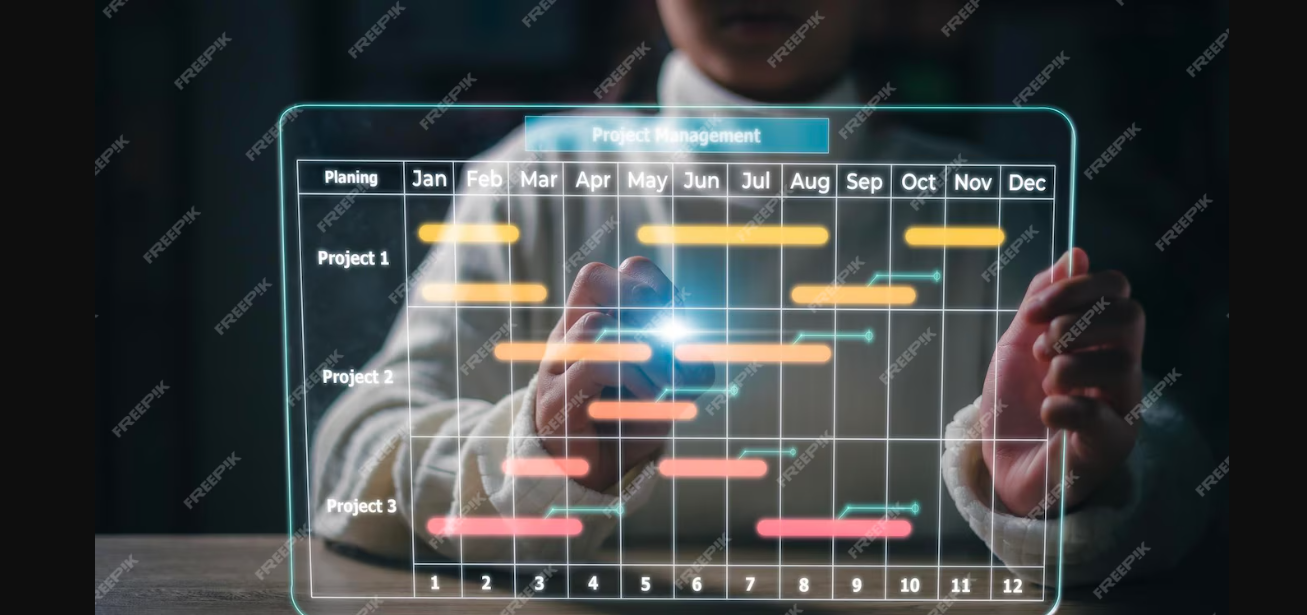 Project Management
Planing Jan Feb Mar Apr May Jun Jul Aug Sep Oct Nov Dec
Project 1
Project 2
Project 3
1 2 3 4 5 6 7 8 9 10 11 12
FREEPIK